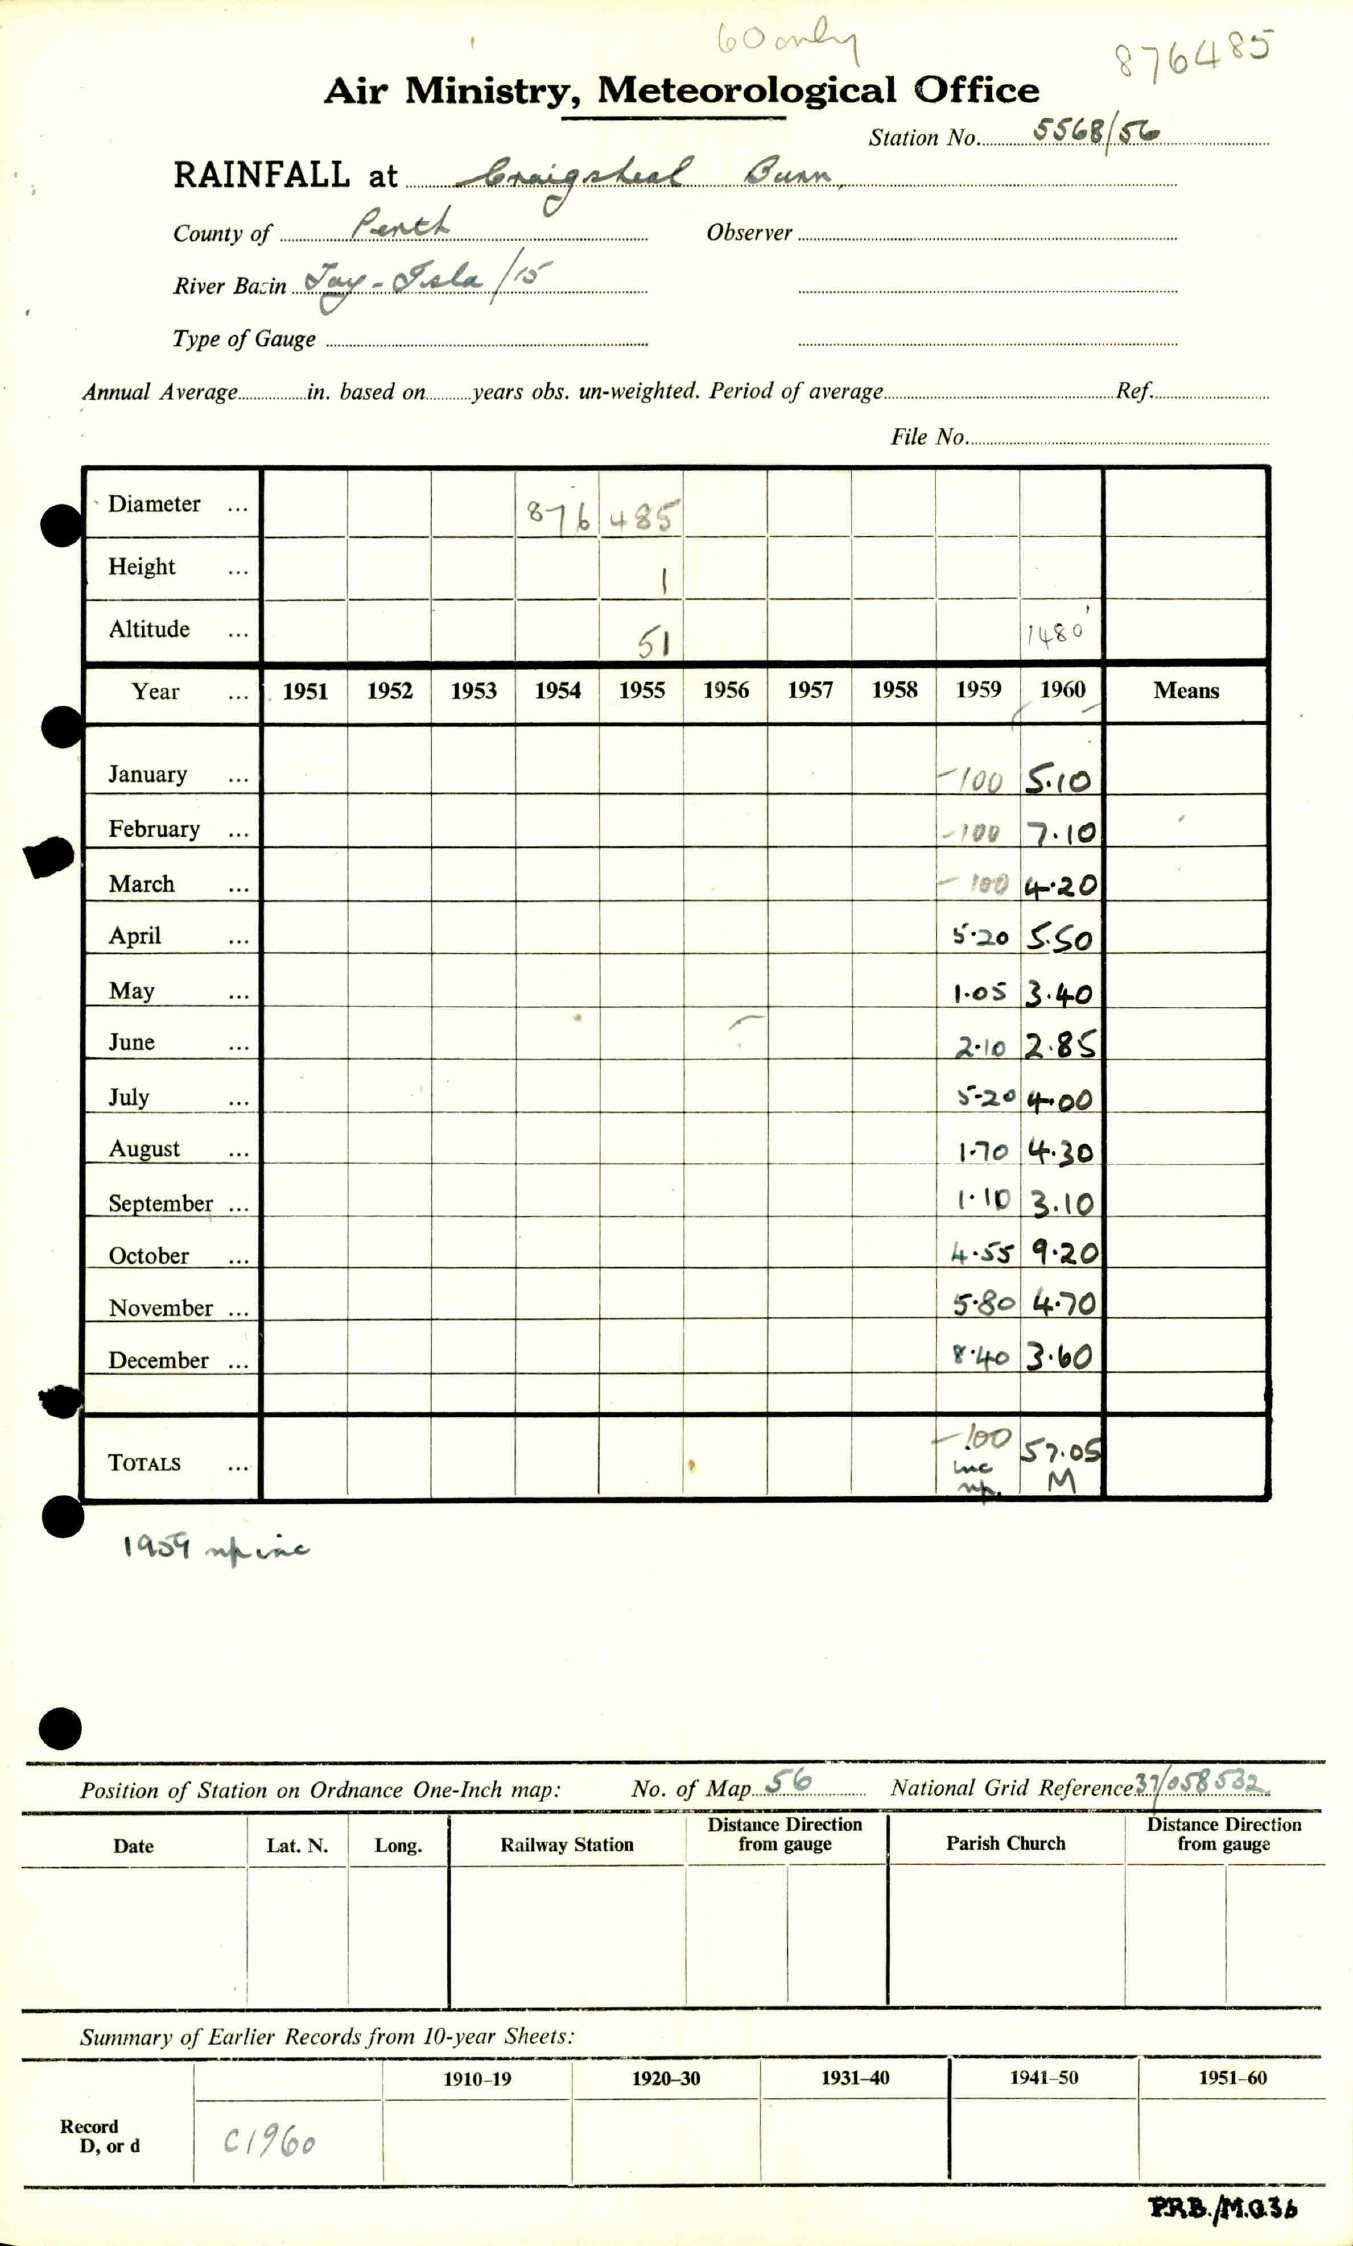 60 only
876485
Air Ministry, Meteorological Office
Station No. 5568/56
RAINFALL at Craigsheal Burn,
County of Perth Observer
River Basin Tay - Isla /15
Type of Gauge
Annual Average in. based on years obs. un-weighted. Period of average Ref.
File No.
Diameter ... 876 485
Height ... 1
Altitude ... 51 1480'
Year ... 1951 1952 1953 1954 1955 1956 1957 1958 1959 1960 Means
January ... -100 5.10
February ... -100 7.10
March ... -100 4.20
April ... 5.20 5.50
May ... 1.05 3.40
June ... 2.10 2.85
July ... 5.20 4.00
August ... 1.70 4.30
September ... 1.10 3.10
October ... 4.55 9.20
November ... 5.80 4.70
December ... 8.40 3.60
TOTALS ... -100 57.05
inc M
np.
1959 np inc
Position of Station on Ordnance One-Inch map: No. of Map 56 National Grid Reference 37/058532
Date Lat. N. Long. Railway Station Distance Direction from gauge Parish Church Distance Direction from gauge
Summary of Earlier Records from 10-year Sheets:
1910-19 1920-30 1931-40 1941-50 1951-60
Record
D, or d C1960
P.R.B./M.O.36